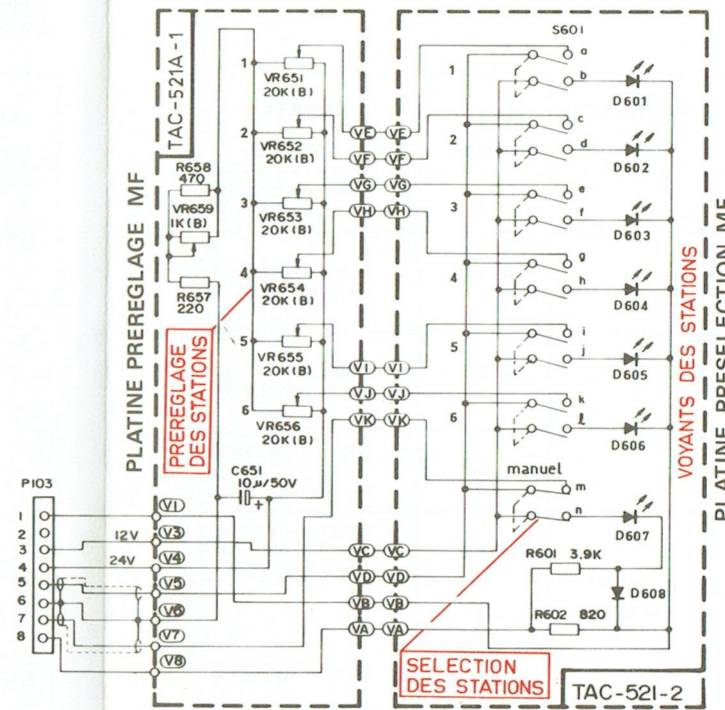 PLATINE PREREGLAGE MF
TAC-521A-1
R658
470
VR659
1K(B)
R657
220
PREREGLAGE
DES STATIONS
1
VR651
20K(B)
2
VR652
20K(B)
3
VR653
20K(B)
4
VR654
20K(B)
5
VR655
20K(B)
6
VR656
20K(B)
C651
10µ/50V
+
VE
VF
VG
VH
VI
VJ
VK
VC
VD
VB
VA
VE
VF
VG
VH
VI
VJ
VK
VC
VD
VB
VA
P103
1
2
3
4
5
6
7
8
12V
24V
V1
V3
V4
V5
V6
V7
V8
S601
1
a
b
D601
2
c
d
D602
3
e
f
D603
4
g
h
D604
5
i
j
D605
6
k
l
D606
manuel
m
n
D607
R601 3.9K
D608
R602 820
SELECTION
DES STATIONS
TAC-521-2
VOYANTS DES STATIONS
PLATINE PRESELECTION MF